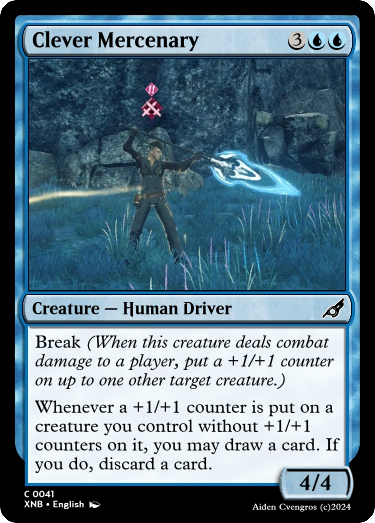 Clever Mercenary 3
Creature — Human Driver
Break (When this creature deals combat
damage to a player, put a +1/+1 counter
on up to one other target creature.)
Whenever a +1/+1 counter is put on a
creature you control without +1/+1
counters on it, you may draw a card. If
you do, discard a card.
4/4
C 0041
XNB • English
Aiden Cvengros (c)2024